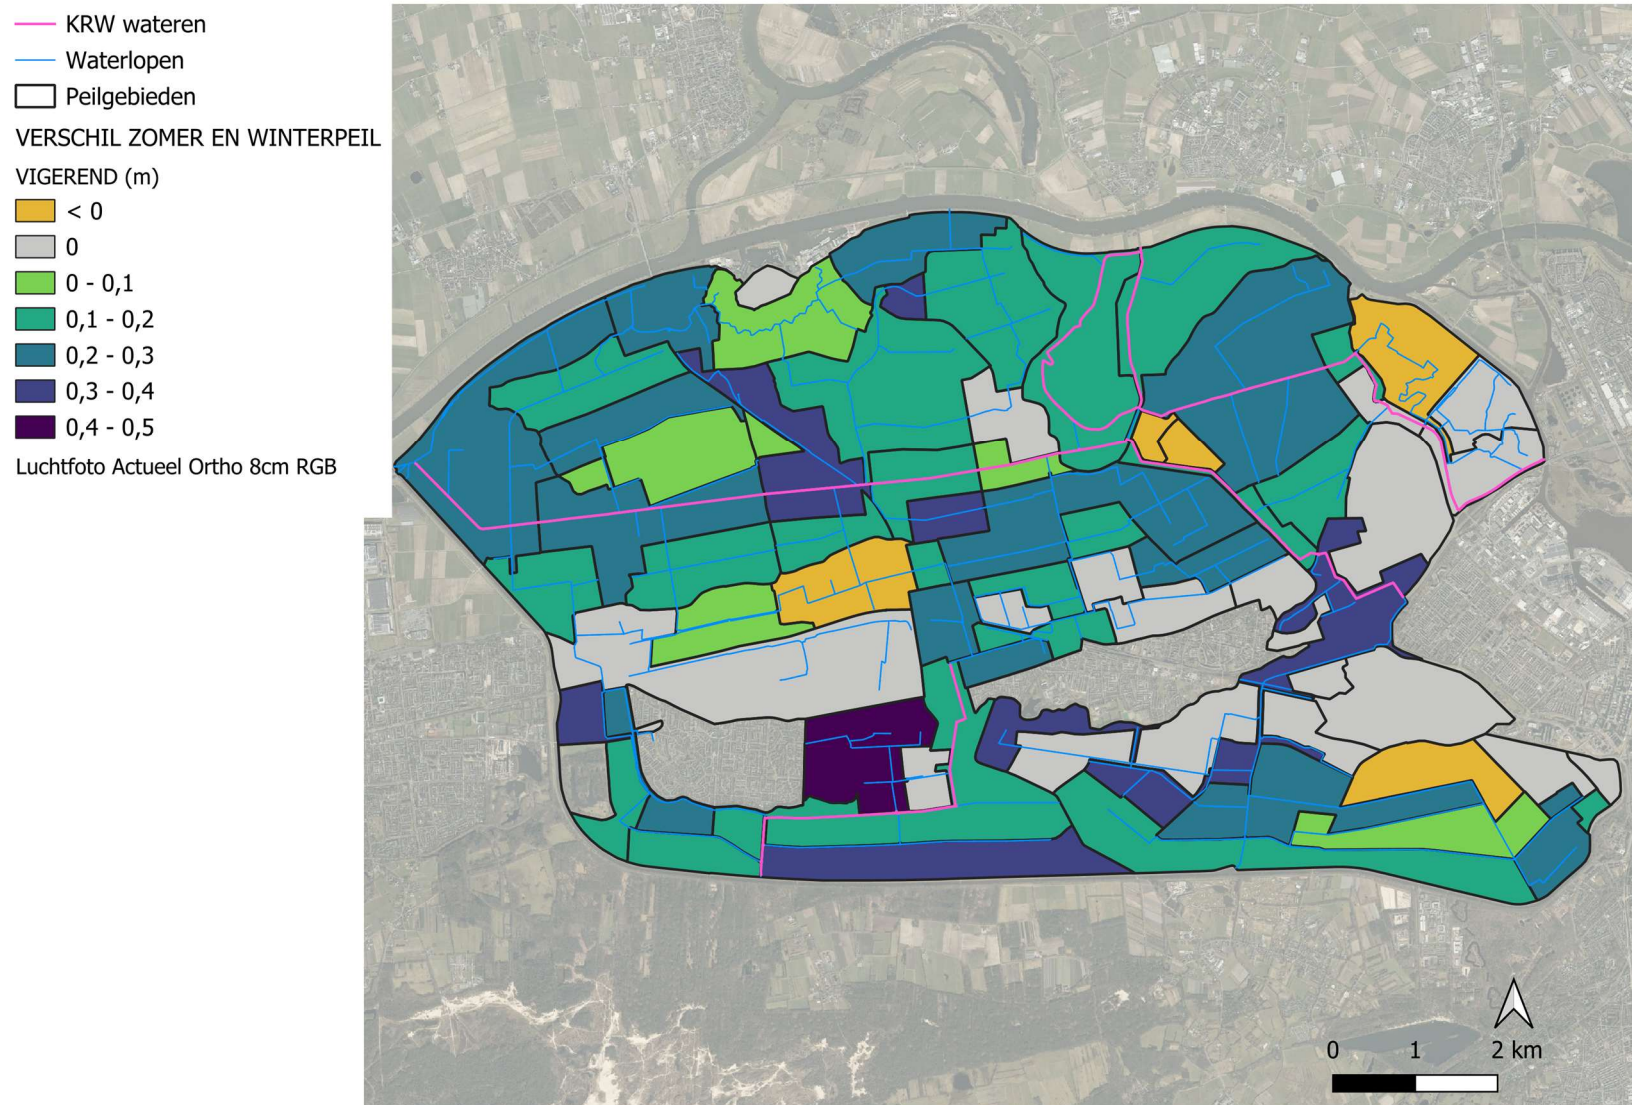 KRW wateren
Waterlopen
Peilgebieden
VERSCHIL ZOMER EN WINTERPEIL
VIGEREND (m)
< 0
0
0 - 0,1
0,1 - 0,2
0,2 - 0,3
0,3 - 0,4
0,4 - 0,5
Luchtfoto Actueel Ortho 8cm RGB
0 1 2 km